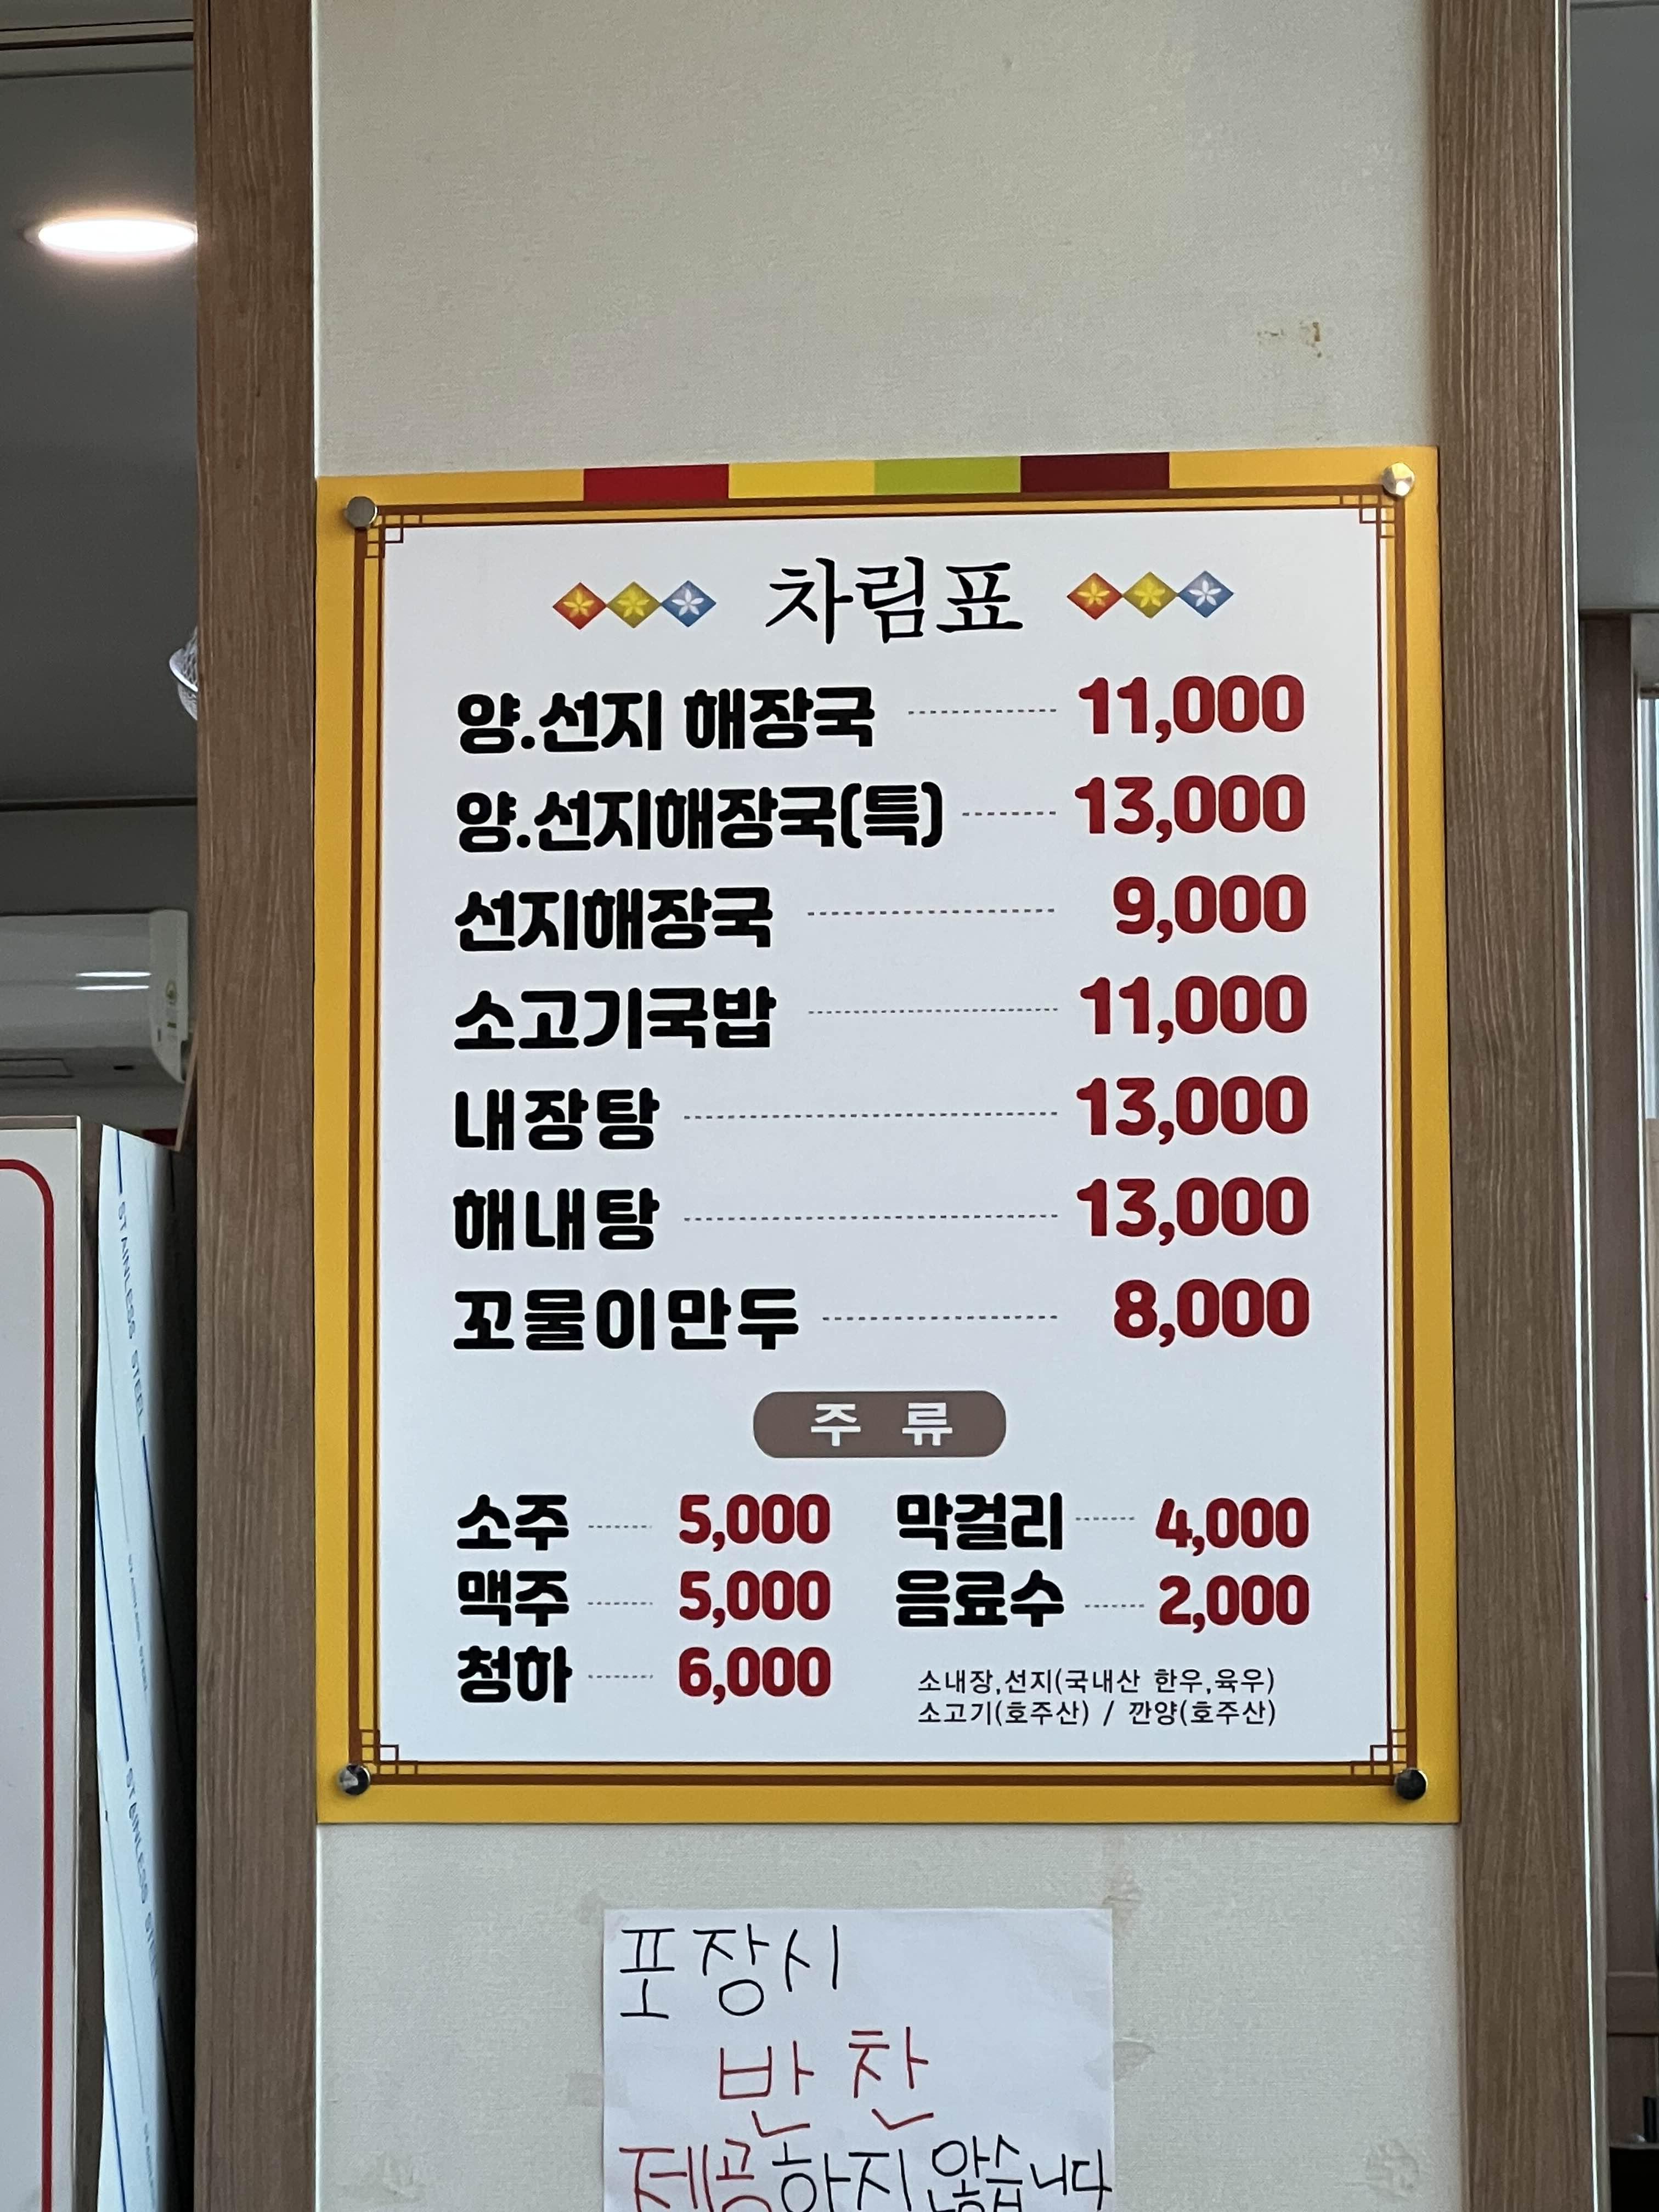 차림표
양.선지 해장국 11,000
양.선지해장국(특) 13,000
선지해장국 9,000
소고기국밥 11,000
내장탕 13,000
해내탕 13,000
꼬물이만두 8,000
주 류
소주 5,000 막걸리 4,000
맥주 5,000 음료수 2,000
청하 6,000
소내장,선지(국내산 한우,육우)
소고기(호주산) / 깐양(호주산)
포장시
반찬
제공하지 않습니다
STAINLESS STEEL